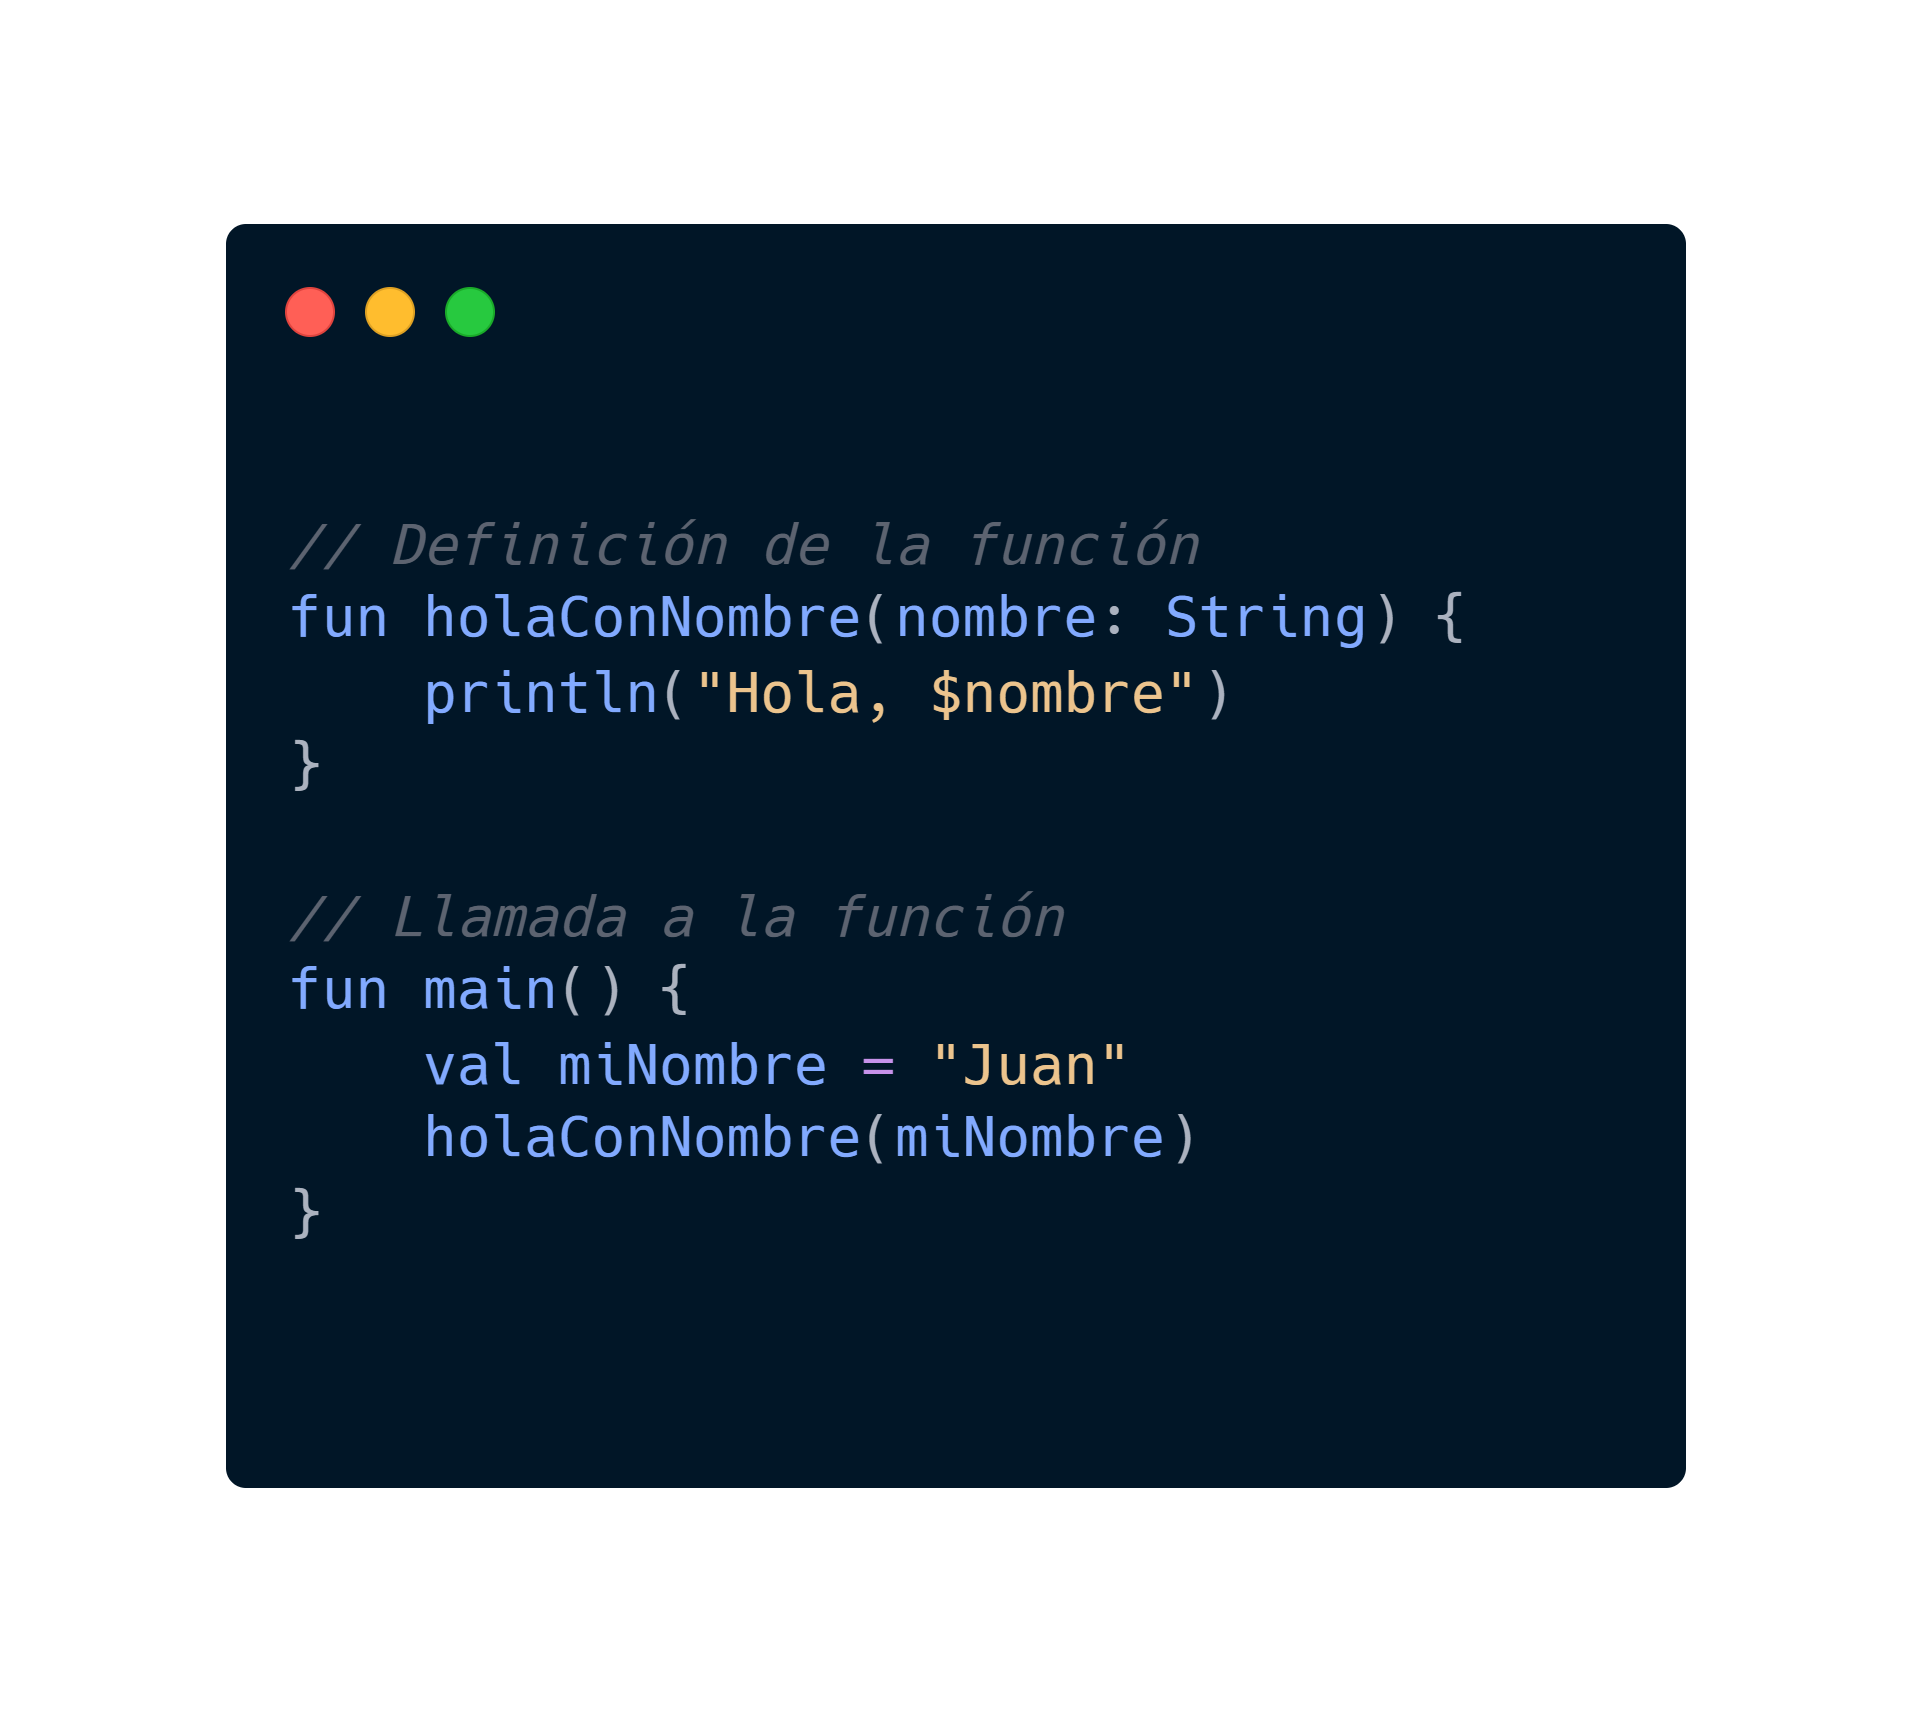 // Definición de la función
fun holaConNombre(nombre: String) {
    println("Hola, $nombre")
}

// Llamada a la función
fun main() {
    val miNombre = "Juan"
    holaConNombre(miNombre)
}